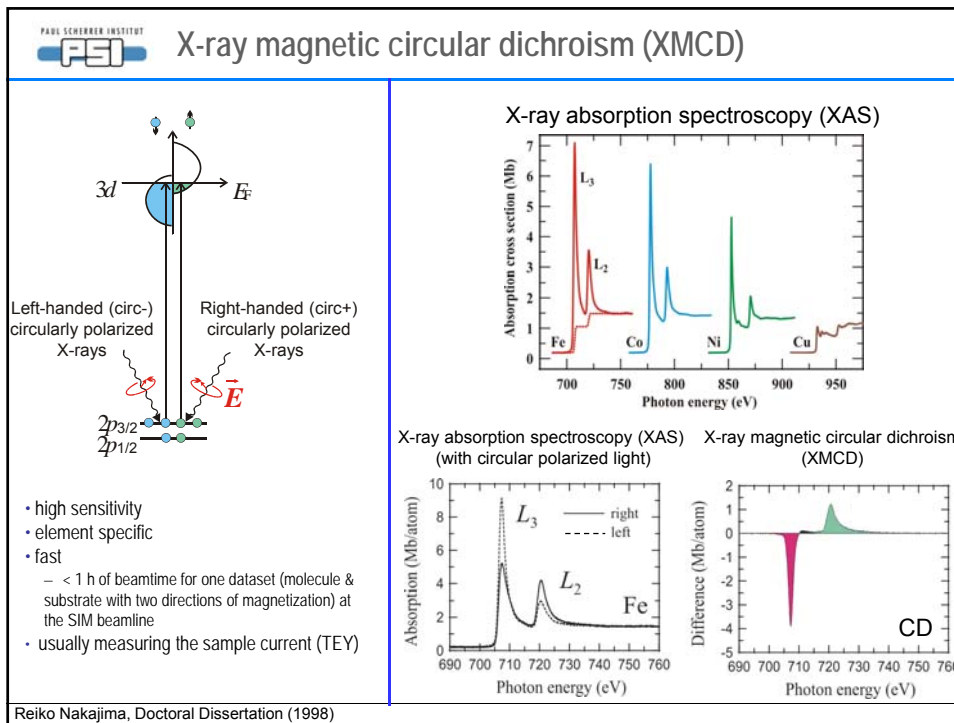 PAUL SCHERRER INSTITUT
PSI
X-ray magnetic circular dichroism (XMCD)
3d
E_F
Left-handed (circ-)
circularly polarized
X-rays
Right-handed (circ+)
circularly polarized
X-rays
E
2p3/2
2p1/2
• high sensitivity
• element specific
• fast
– < 1 h of beamtime for one dataset (molecule &
substrate with two directions of magnetization) at
the SIM beamline
• usually measuring the sample current (TEY)
X-ray absorption spectroscopy (XAS)
Absorption cross section (Mb)
7
6
5
4
3
2
1
0
L3
L2
Fe
Co
Ni
Cu
700 750 800 850 900 950
Photon energy (eV)
X-ray absorption spectroscopy (XAS)
(with circular polarized light)
Absorption (Mb/atom)
10
8
6
4
2
0
L3
L2
right
left
Fe
690 700 710 720 730 740 750 760
Photon energy (eV)
X-ray magnetic circular dichroism
(XMCD)
Difference (Mb/atom)
2
1
0
-1
-2
-3
-4
-5
CD
690 700 710 720 730 740 750 760
Photon energy (eV)
Reiko Nakajima, Doctoral Dissertation (1998)